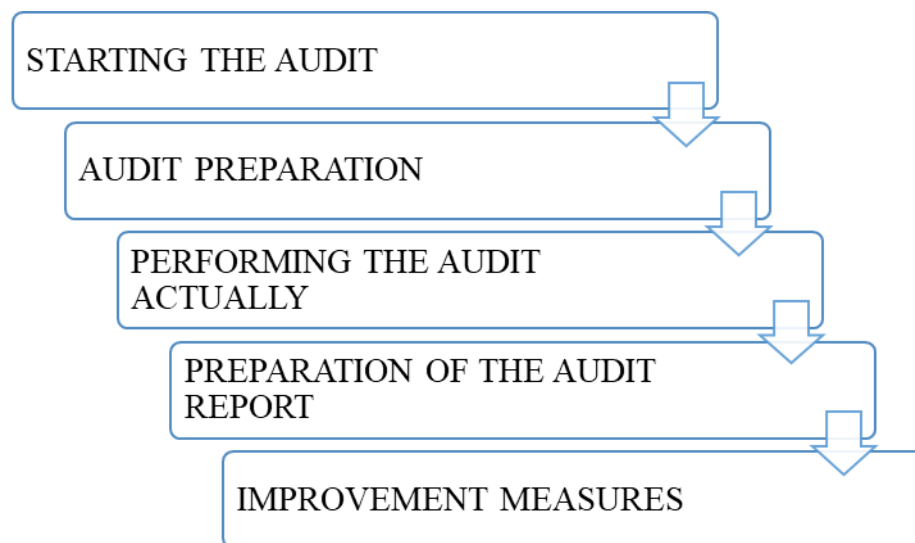 STARTING THE AUDIT
AUDIT PREPARATION
PERFORMING THE AUDIT
ACTUALLY
PREPARATION OF THE AUDIT
REPORT
IMPROVEMENT MEASURES